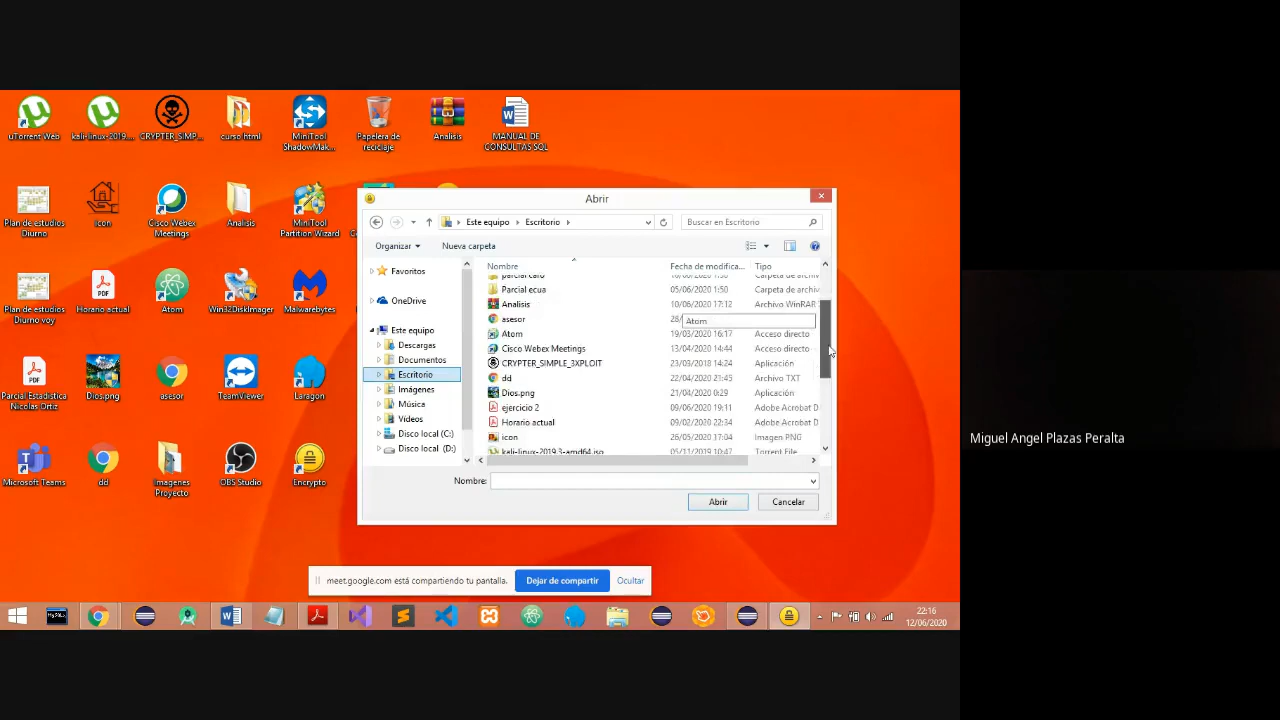 uTorrent Web
kali-linux-2019....
CRYPTER_SIMP...
curso html
MiniTool
ShadowMak...
Papelera de
reciclaje
Analisis
MANUAL DE
CONSULTAS SQL
Plan de estudios
Diurno
Icon
Cisco Webex
Meetings
Analisis
MiniTool
Partition Wizard
Plan de estudios
Diurno voy
Horario actual
Atom
Win32DiskImager
Malwarebytes
Parcial Estadistica
Nicolas Ortiz
Dios.png
asesor
TeamViewer
Laragon
Microsoft Teams
dd
Imagenes
Proyecto
OBS Studio
Encrypto
Abrir
Este equipo
Escritorio
Buscar en Escritorio
Organizar
Nueva carpeta
Favoritos
OneDrive
Este equipo
Descargas
Documentos
Escritorio
Imágenes
Música
Vídeos
Disco local (C:)
Disco local (D:)
Nombre
Fecha de modifica...
Tipo
Parcial ecua
05/06/2020 1:50
Carpeta de archiv
Analisis
10/06/2020 17:12
Archivo WinRAR
asesor
28/
Atom
Atom
19/03/2020 16:17
Acceso directo
Cisco Webex Meetings
13/04/2020 14:44
Acceso directo
CRYPTER_SIMPLE_3XPLOIT
23/03/2018 14:24
Aplicación
dd
22/04/2020 21:45
Archivo TXT
Dios.png
21/04/2020 0:29
Aplicación
ejercicio 2
09/06/2020 19:11
Adobe Acrobat D
Horario actual
09/02/2020 22:34
Adobe Acrobat D
icon
26/05/2020 17:04
Imagen PNG
kali-linux-2019.3-amd64.iso
05/11/2019 10:47
Torrent File
Nombre:
Abrir
Cancelar
meet.google.com está compartiendo tu pantalla.
Dejar de compartir
Ocultar
22:16
12/06/2020
Miguel Angel Plazas Peralta